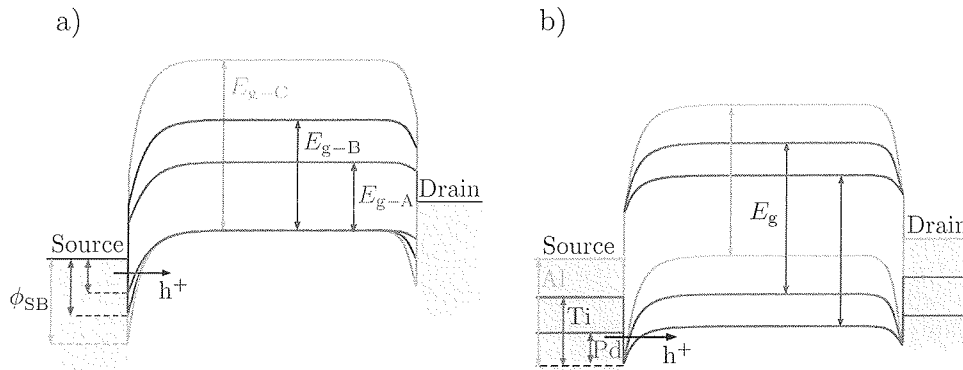 a)
E_g−C
E_g−B
E_g−A
Drain
Source
h+
ϕ_SB
b)
E_g
Drain
Source
Al
Ti
Pd
h+